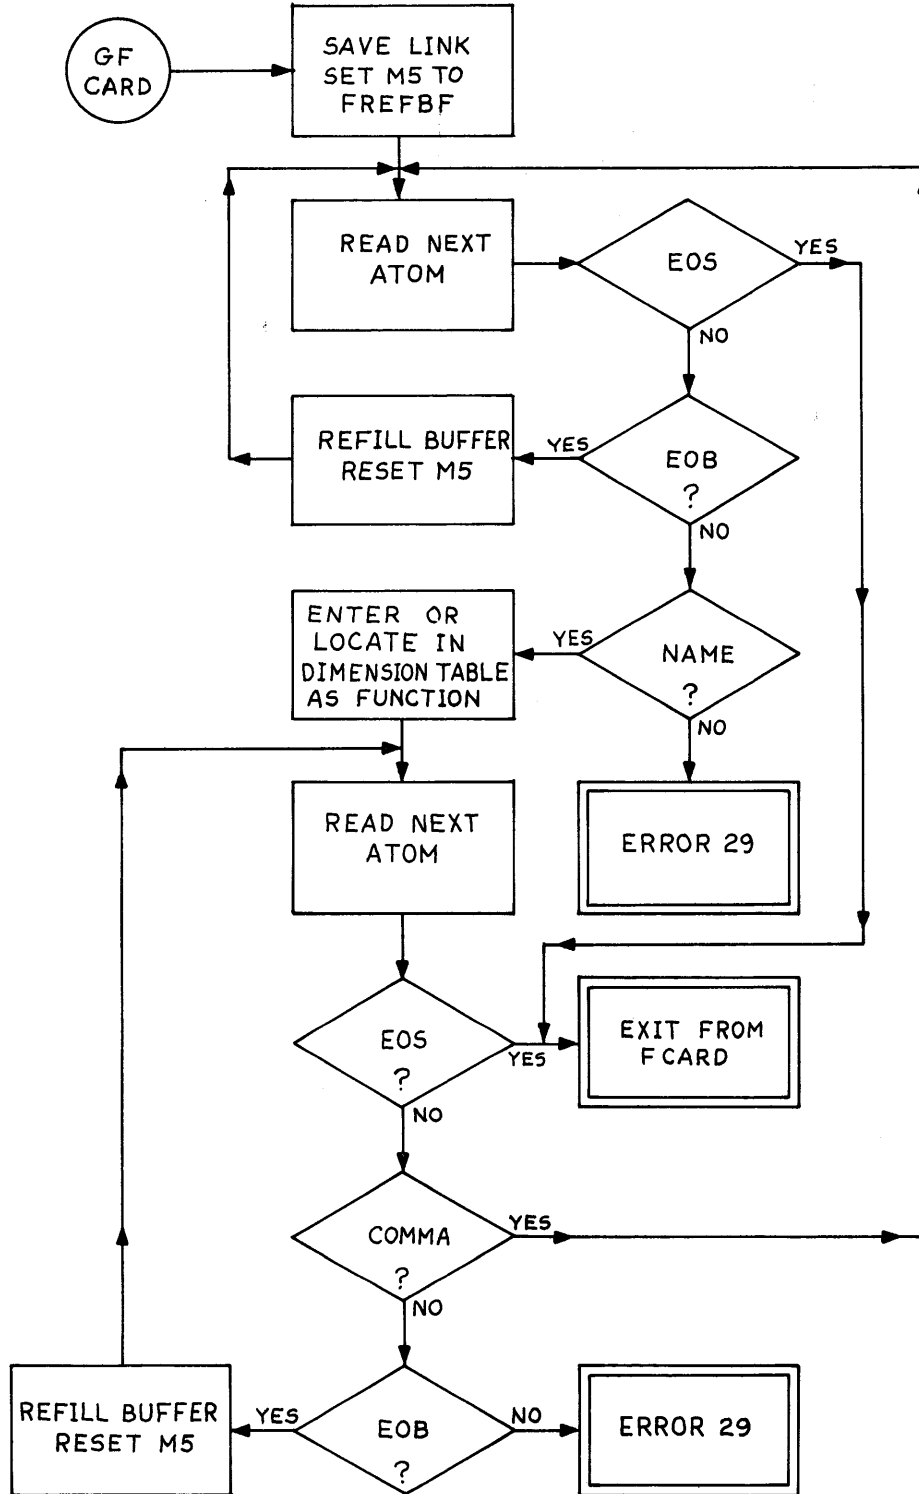 GF
CARD
SAVE LINK
SET M5 TO
FREFBF
READ NEXT
ATOM
EOS
YES
NO
REFILL BUFFER
RESET M5
YES
EOB
?
NO
ENTER OR
LOCATE IN
DIMENSION TABLE
AS FUNCTION
YES
NAME
?
NO
READ NEXT
ATOM
ERROR 29
EOS
?
YES
NO
EXIT FROM
F CARD
COMMA
?
YES
NO
REFILL BUFFER
RESET M5
YES
EOB
?
NO
ERROR 29